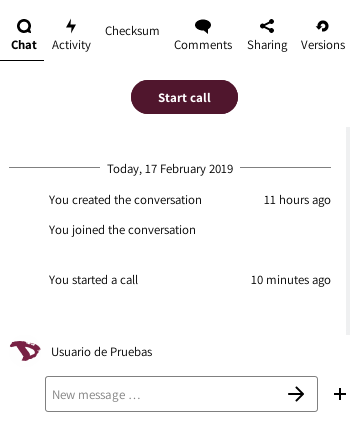 Chat
Activity
Checksum
Comments
Sharing
Versions
Start call
Today, 17 February 2019
You created the conversation 11 hours ago
You joined the conversation
You started a call 10 minutes ago
Usuario de Pruebas
New message …